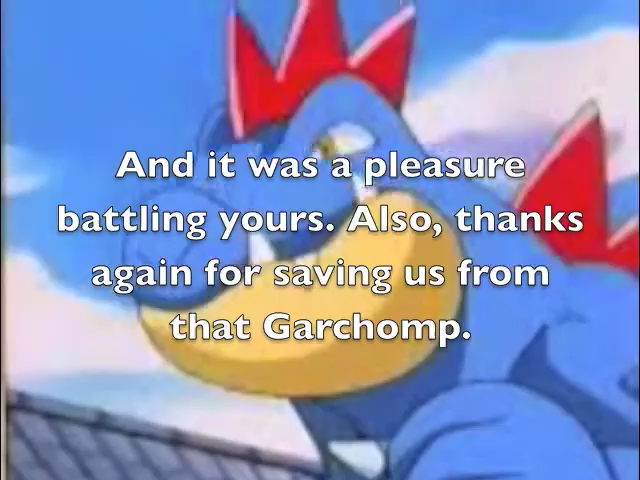 And it was a pleasure
battling yours. Also, thanks
again for saving us from
that Garchomp.